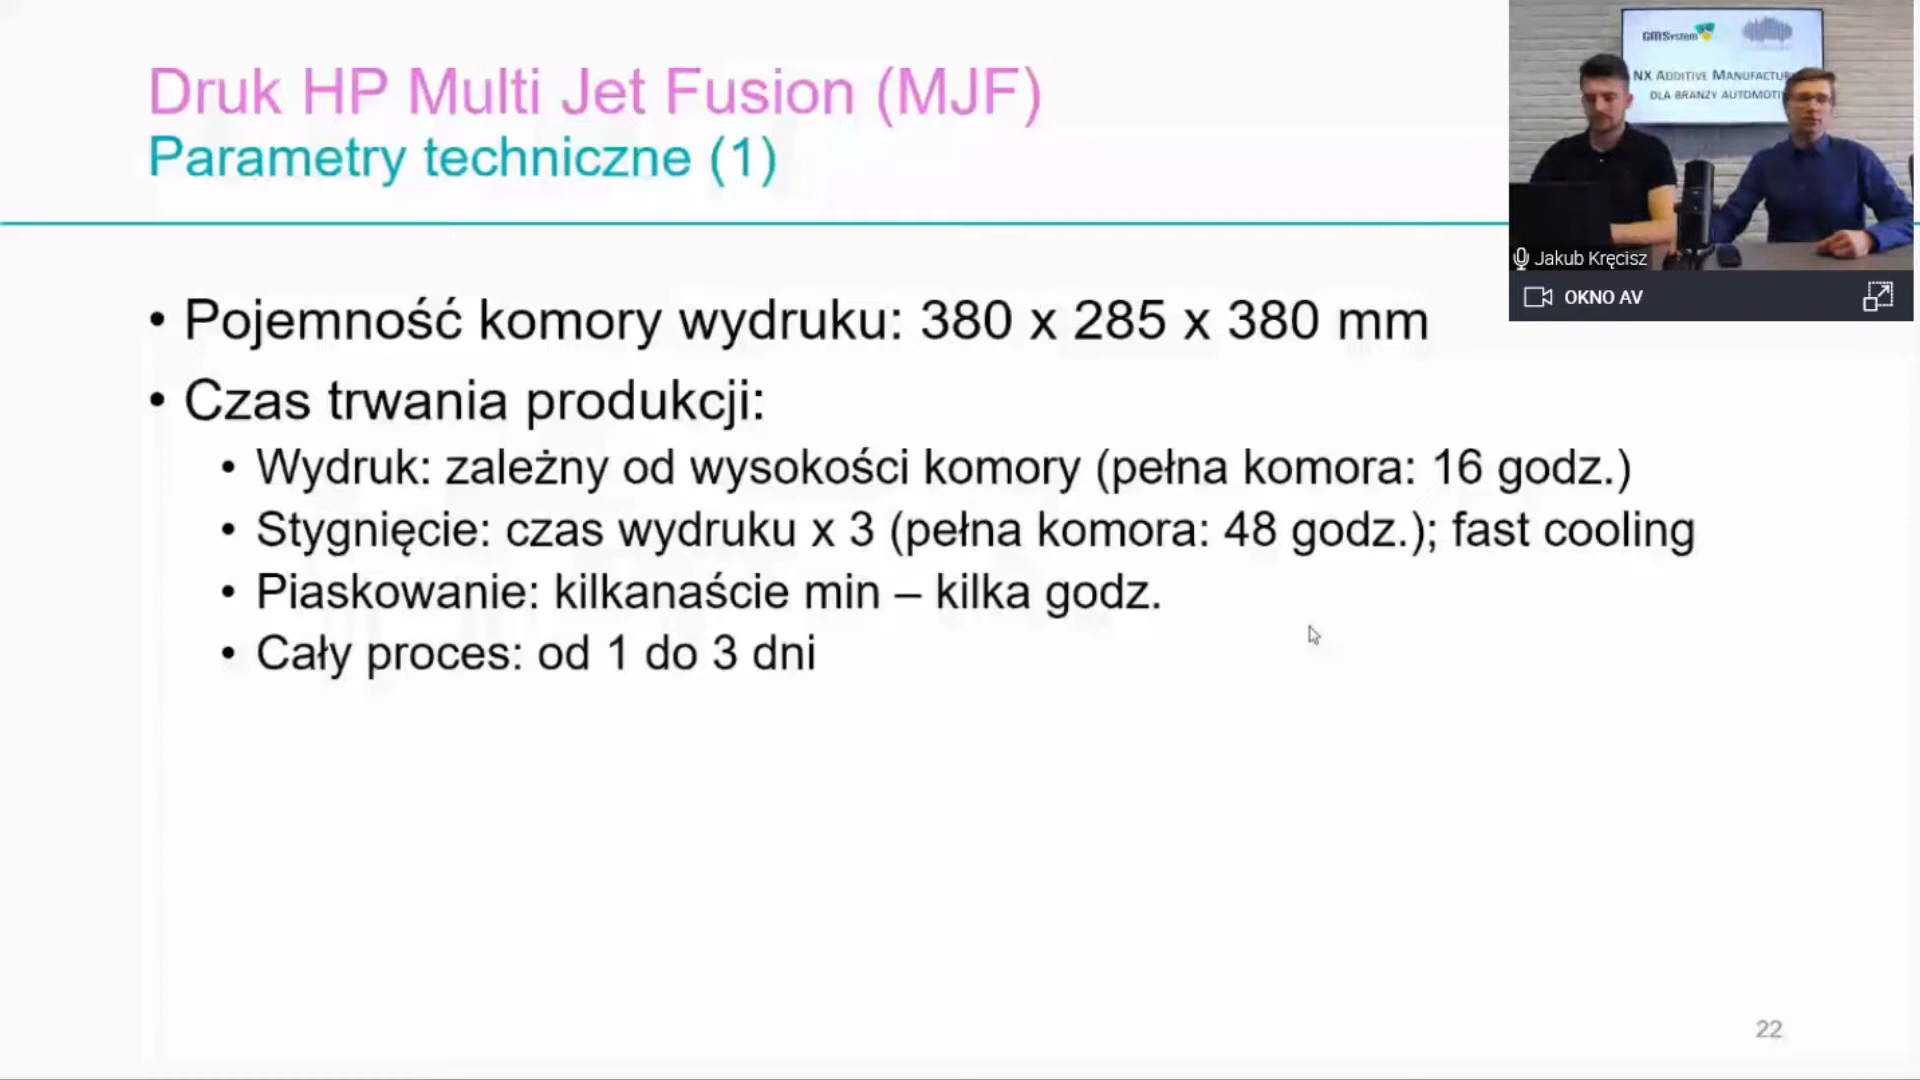 Druk HP Multi Jet Fusion (MJF)
Parametry techniczne (1)
GM System
NX ADDITIVE MANUFACTUR
DLA BRANŻY AUTOMOTI
Jakub Kręcisz
OKNO AV
• Pojemność komory wydruku: 380 x 285 x 380 mm
• Czas trwania produkcji:
• Wydruk: zależny od wysokości komory (pełna komora: 16 godz.)
• Stygnięcie: czas wydruku x 3 (pełna komora: 48 godz.); fast cooling
• Piaskowanie: kilkanaście min – kilka godz.
• Cały proces: od 1 do 3 dni
22